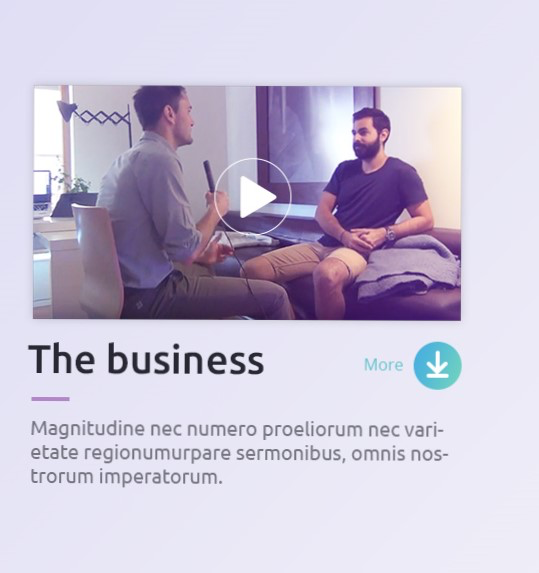 The business
More
Magnitudine nec numero proeliorum nec vari-
etate regionumurpare sermonibus, omnis nos-
trorum imperatorum.